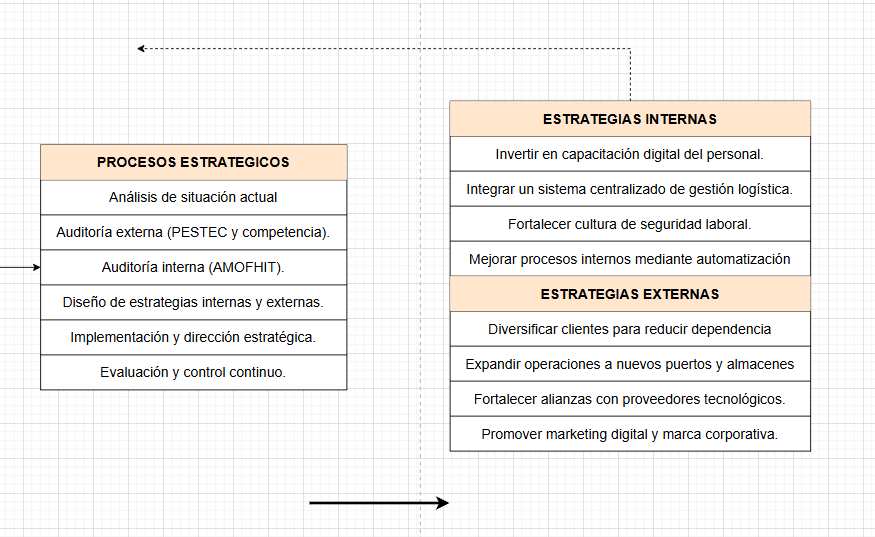 PROCESOS ESTRATEGICOS
Análisis de situación actual
Auditoría externa (PESTEC y competencia).
Auditoría interna (AMOFHIT).
Diseño de estrategias internas y externas.
Implementación y dirección estratégica.
Evaluación y control continuo.
ESTRATEGIAS INTERNAS
Invertir en capacitación digital del personal.
Integrar un sistema centralizado de gestión logística.
Fortalecer cultura de seguridad laboral.
Mejorar procesos internos mediante automatización
ESTRATEGIAS EXTERNAS
Diversificar clientes para reducir dependencia
Expandir operaciones a nuevos puertos y almacenes
Fortalecer alianzas con proveedores tecnológicos.
Promover marketing digital y marca corporativa.